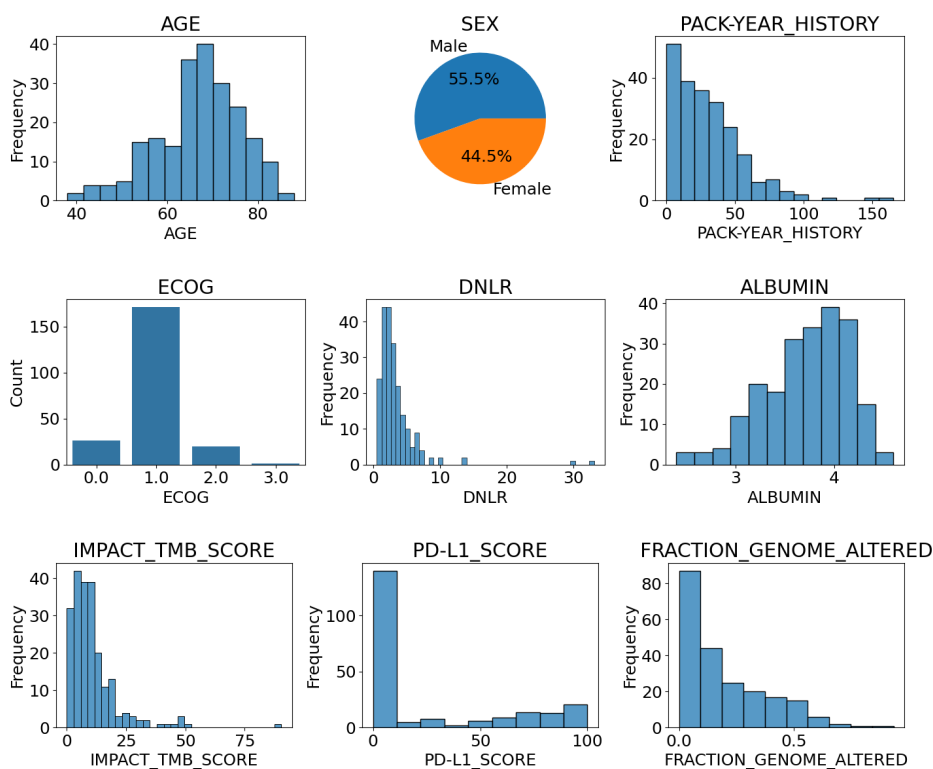 AGE
40
30
20
10
0
Frequency
40
60
80
AGE
SEX
Male
55.5%
44.5%
Female
PACK-YEAR_HISTORY
40
20
0
Frequency
0
50
100
150
PACK-YEAR_HISTORY
ECOG
150
100
50
0
Count
0.0
1.0
2.0
3.0
ECOG
DNLR
40
30
20
10
0
Frequency
0
10
20
30
DNLR
ALBUMIN
40
30
20
10
0
Frequency
3
4
ALBUMIN
IMPACT_TMB_SCORE
40
30
20
10
0
Frequency
0
25
50
75
IMPACT_TMB_SCORE
PD-L1_SCORE
100
50
0
Frequency
0
50
100
PD-L1_SCORE
FRACTION_GENOME_ALTERED
80
60
40
20
0
Frequency
0.0
0.5
FRACTION_GENOME_ALTERED